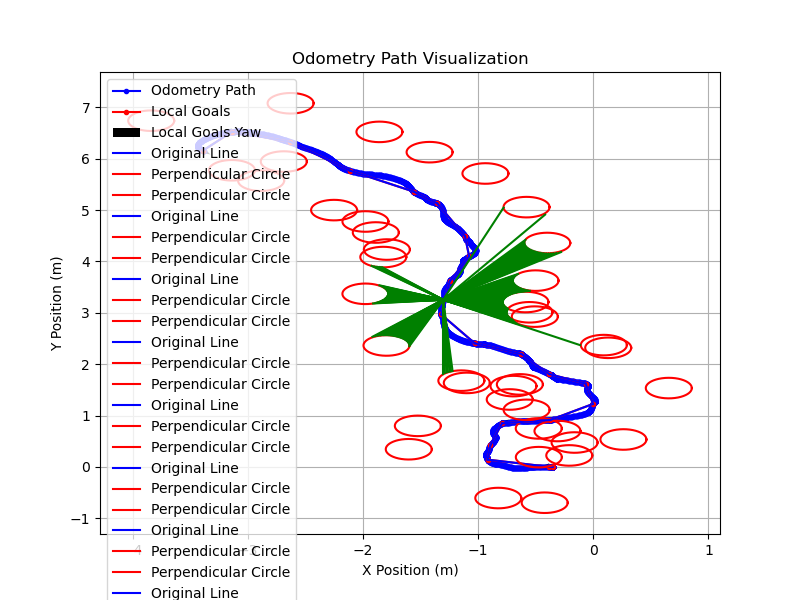 Odometry Path Visualization
Odometry Path
Local Goals
Local Goals Yaw
Original Line
Perpendicular Circle
Perpendicular Circle
Original Line
Perpendicular Circle
Perpendicular Circle
Original Line
Perpendicular Circle
Perpendicular Circle
Original Line
Perpendicular Circle
Perpendicular Circle
Original Line
Perpendicular Circle
Perpendicular Circle
Original Line
Perpendicular Circle
Perpendicular Circle
Original Line
Perpendicular Circle
Perpendicular Circle
Original Line
7
6
5
4
3
2
1
0
−1
Y Position (m)
−4
−3
−2
−1
0
1
X Position (m)